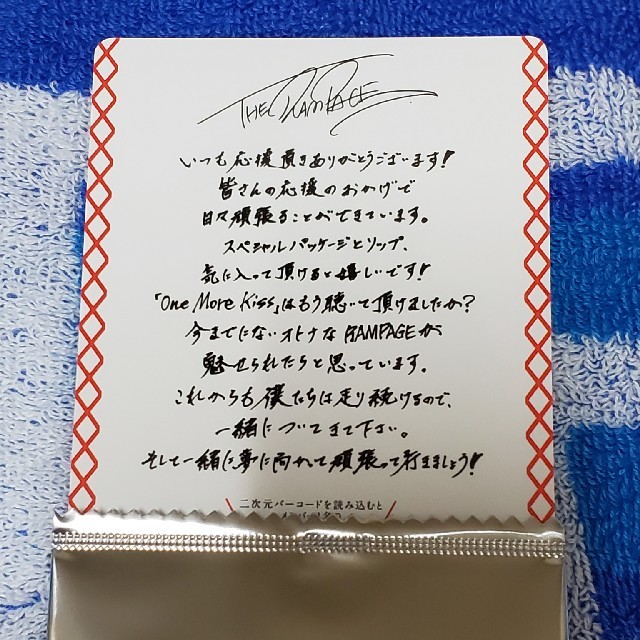 THE RAMPAGE
いつも応援頂きありがとうございます!
皆さんの応援のおかげで
日々頑張ることができています。
スペシャルパッケージとソップ、
気に入って頂けると嬉しいです!
「One More Kiss」はもう聴いて頂けましたか?
今までにないオトナなRAMPAGEが
魅せられたらと思っています。
これからも僕たちは走り続けるので、
一緒について来て下さい。
そして一緒に夢に向かって頑張って行きましょう!
二次元バーコードを読み込むと